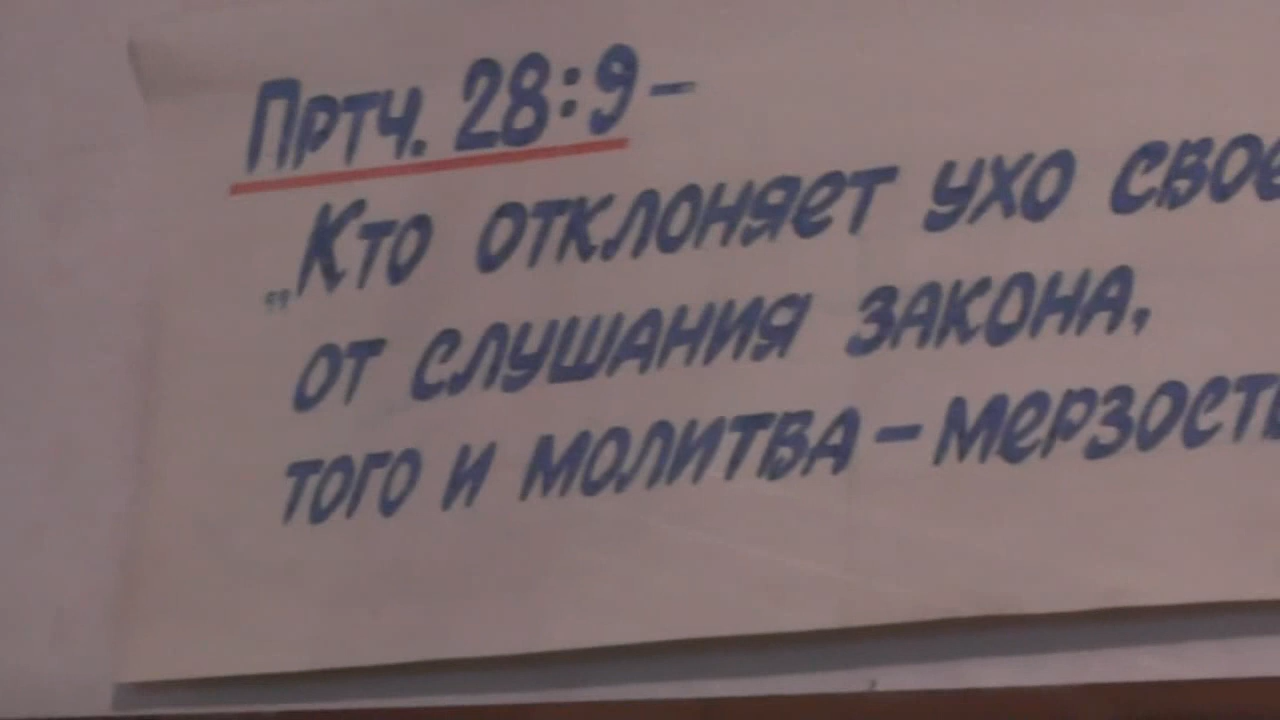 Пртч. 28:9 –
„Кто отклоняет ухо свое
от слушания закона,
того и молитва – мерзость